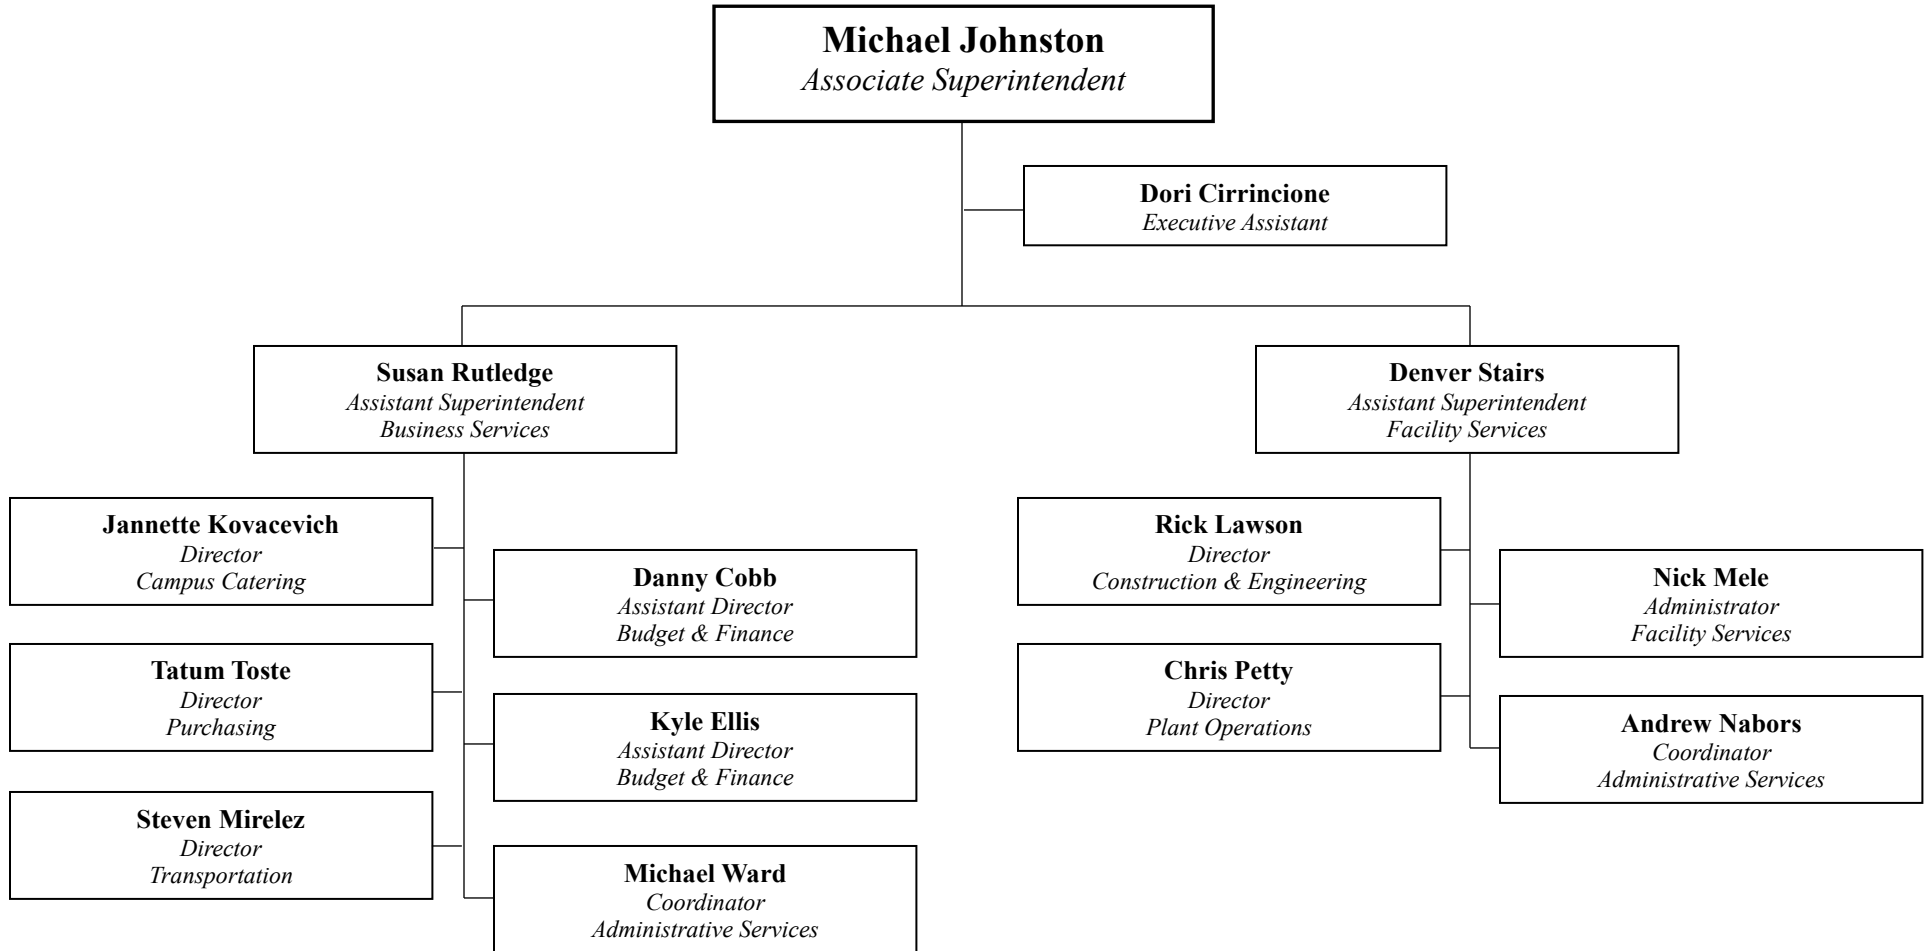 Michael Johnston
Associate Superintendent
Dori Cirrincione
Executive Assistant
Susan Rutledge
Assistant Superintendent
Business Services
Denver Stairs
Assistant Superintendent
Facility Services
Jannette Kovacevich
Director
Campus Catering
Danny Cobb
Assistant Director
Budget & Finance
Tatum Toste
Director
Purchasing
Kyle Ellis
Assistant Director
Budget & Finance
Steven Mirelez
Director
Transportation
Michael Ward
Coordinator
Administrative Services
Rick Lawson
Director
Construction & Engineering
Nick Mele
Administrator
Facility Services
Chris Petty
Director
Plant Operations
Andrew Nabors
Coordinator
Administrative Services